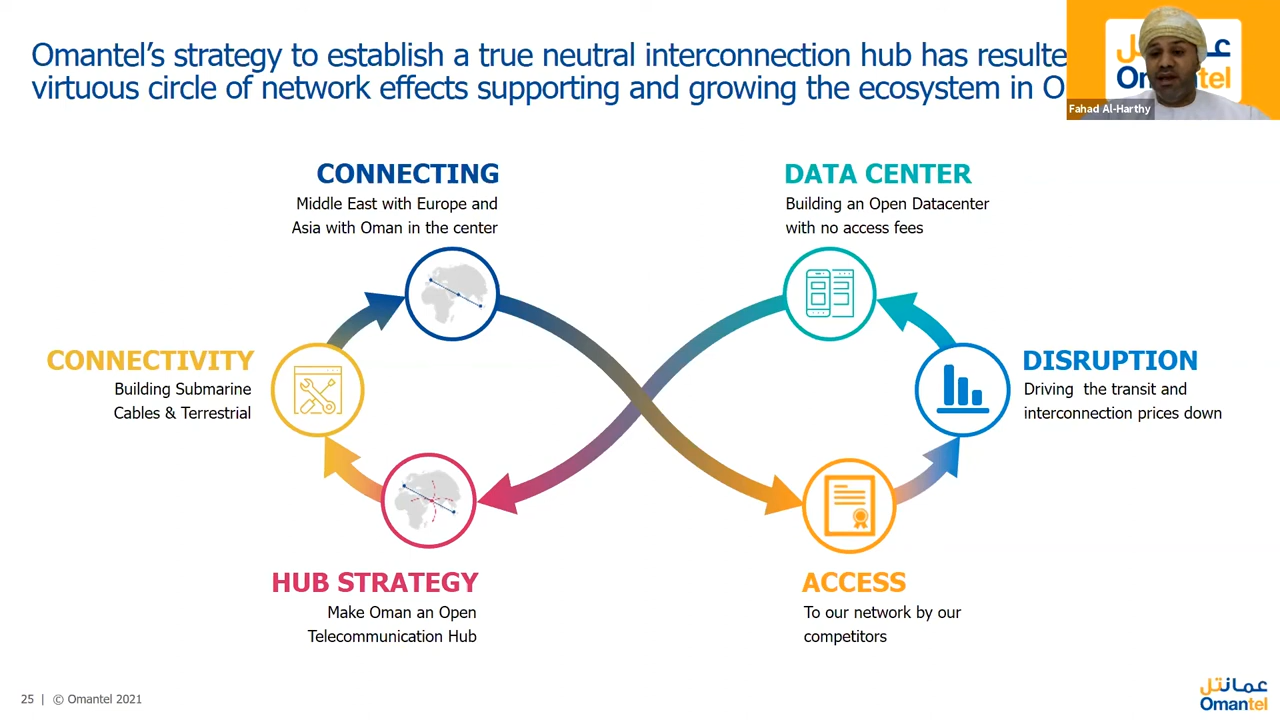 Omantel's strategy to establish a true neutral interconnection hub has resulte
virtuous circle of network effects supporting and growing the ecosystem in O
عمانتل
Omantel
Fahad Al-Harthy
CONNECTING
Middle East with Europe and
Asia with Oman in the center
DATA CENTER
Building an Open Datacenter
with no access fees
CONNECTIVITY
Building Submarine
Cables & Terrestrial
DISRUPTION
Driving the transit and
interconnection prices down
HUB STRATEGY
Make Oman an Open
Telecommunication Hub
ACCESS
To our network by our
competitors
25 | © Omantel 2021
عمانتل
Omantel